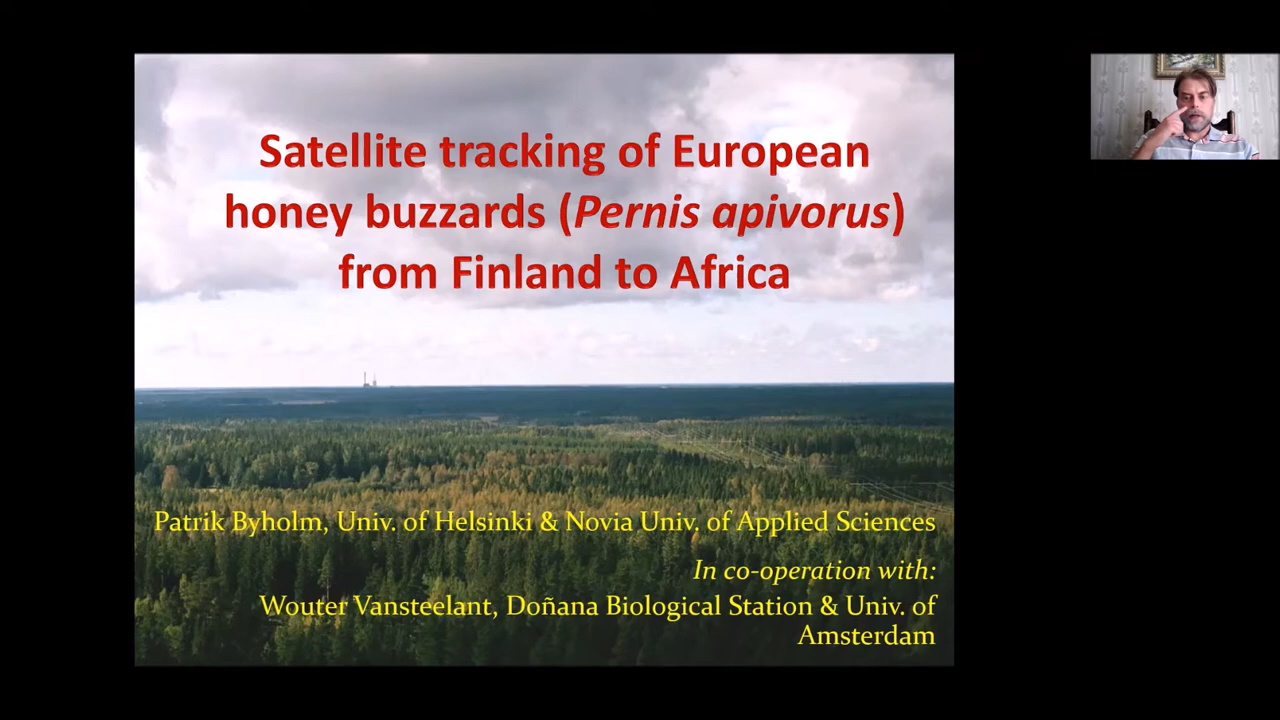 Satellite tracking of European
honey buzzards (Pernis apivorus)
from Finland to Africa
Patrik Byholm, Univ. of Helsinki & Novia Univ. of Applied Sciences
In co-operation with:
Wouter Vansteelant, Doñana Biological Station & Univ. of
Amsterdam